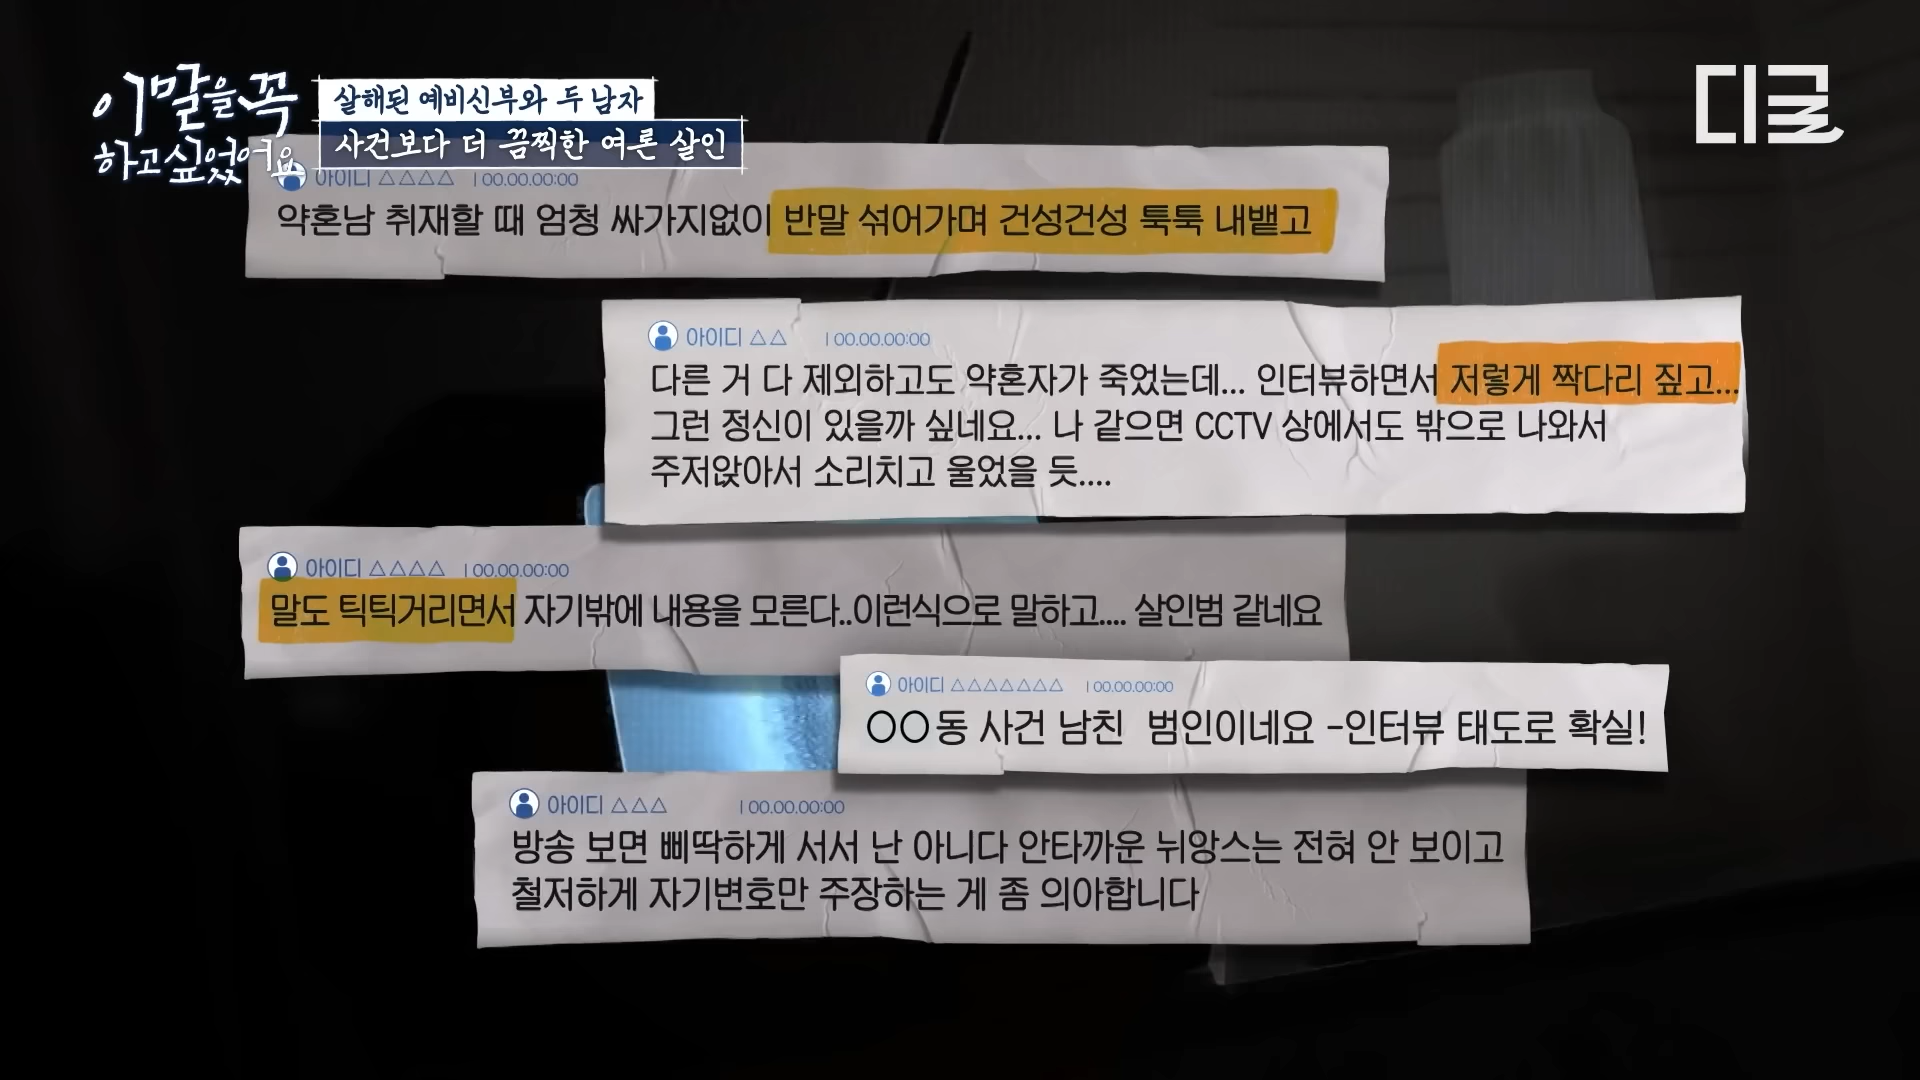 이말을 꼭
하고싶었어요
살해된 예비신부와 두 남자
사건보다 더 끔찍한 여론 살인
디글
아이디 △△△△ | 00.00.00:00
약혼남 취재할 때 엄청 싸가지없이 반말 섞어가며 건성건성 툭툭 내뱉고
아이디 △△ | 00.00.00:00
다른 거 다 제외하고도 약혼자가 죽었는데... 인터뷰하면서 저렇게 짝다리 짚고...
그런 정신이 있을까 싶네요... 나 같으면 CCTV 상에서도 밖으로 나와서
주저앉아서 소리치고 울었을 듯....
아이디 △△△△ | 00.00.00:00
말도 틱틱거리면서 자기밖에 내용을 모른다..이런식으로 말하고.... 살인범 같네요
아이디 △△△△△△△ | 00.00.00:00
○○동 사건 남친 범인이네요 -인터뷰 태도로 확실!
아이디 △△△ | 00.00.00:00
방송 보면 삐딱하게 서서 난 아니다 안타까운 뉘앙스는 전혀 안 보이고
철저하게 자기변호만 주장하는 게 좀 의아합니다